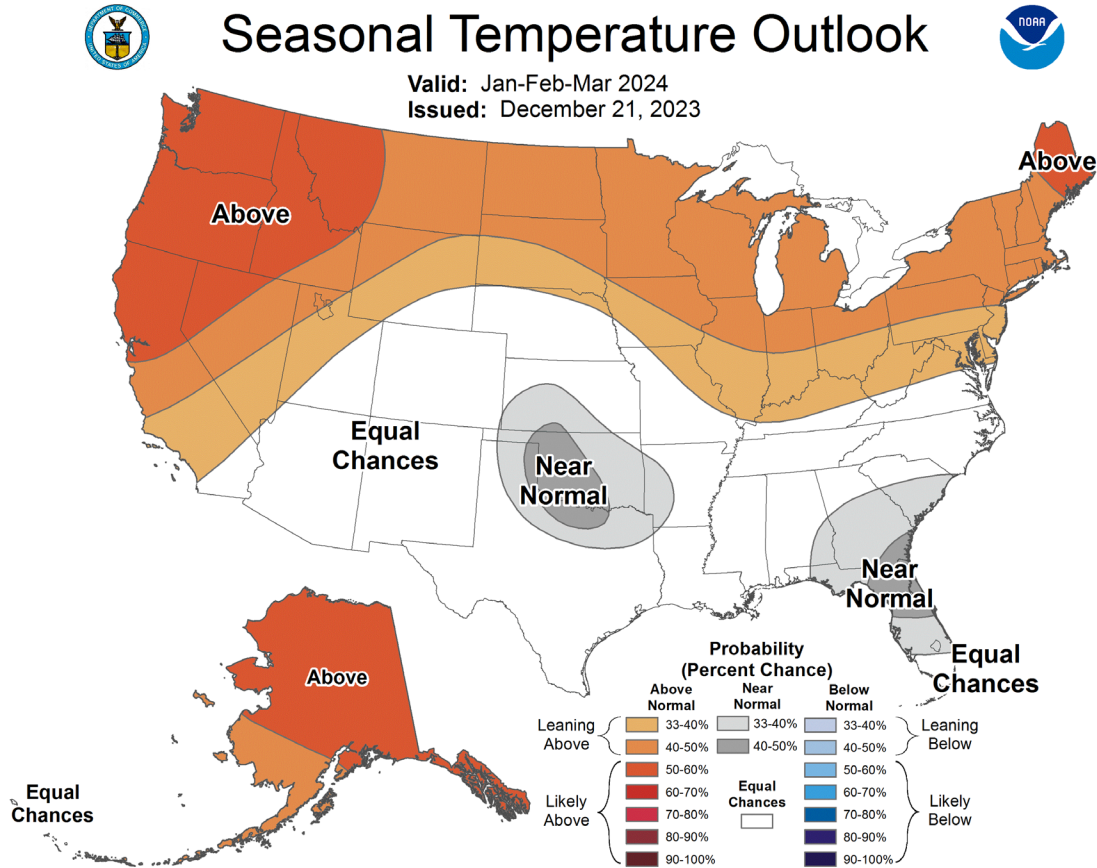 Seasonal Temperature Outlook
NOAA
Valid: Jan-Feb-Mar 2024
Issued: December 21, 2023
Above
Above
Equal
Chances
Near
Normal
Near
Normal
Equal
Chances
Above
Equal
Chances
Probability
(Percent Chance)
Above
Normal
Near
Normal
Below
Normal
Leaning
Above
33-40%
40-50%
33-40%
40-50%
33-40%
40-50%
Leaning
Below
Likely
Above
50-60%
60-70%
70-80%
80-90%
90-100%
Equal
Chances
50-60%
60-70%
70-80%
80-90%
90-100%
Likely
Below